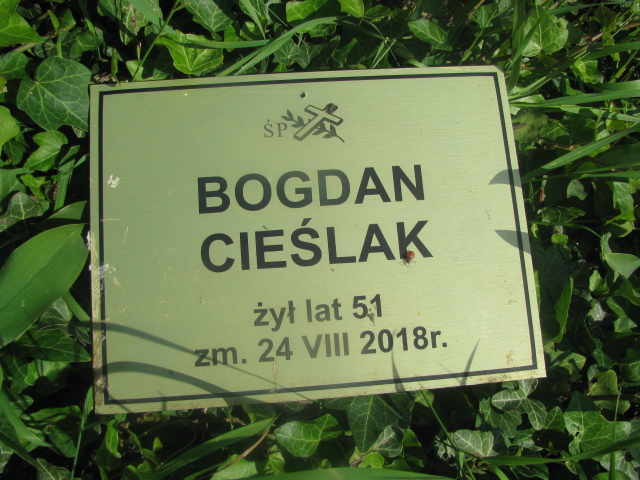 ŚP
BOGDAN
CIEŚLAK
żył lat 51
zm. 24 VIII 2018r.